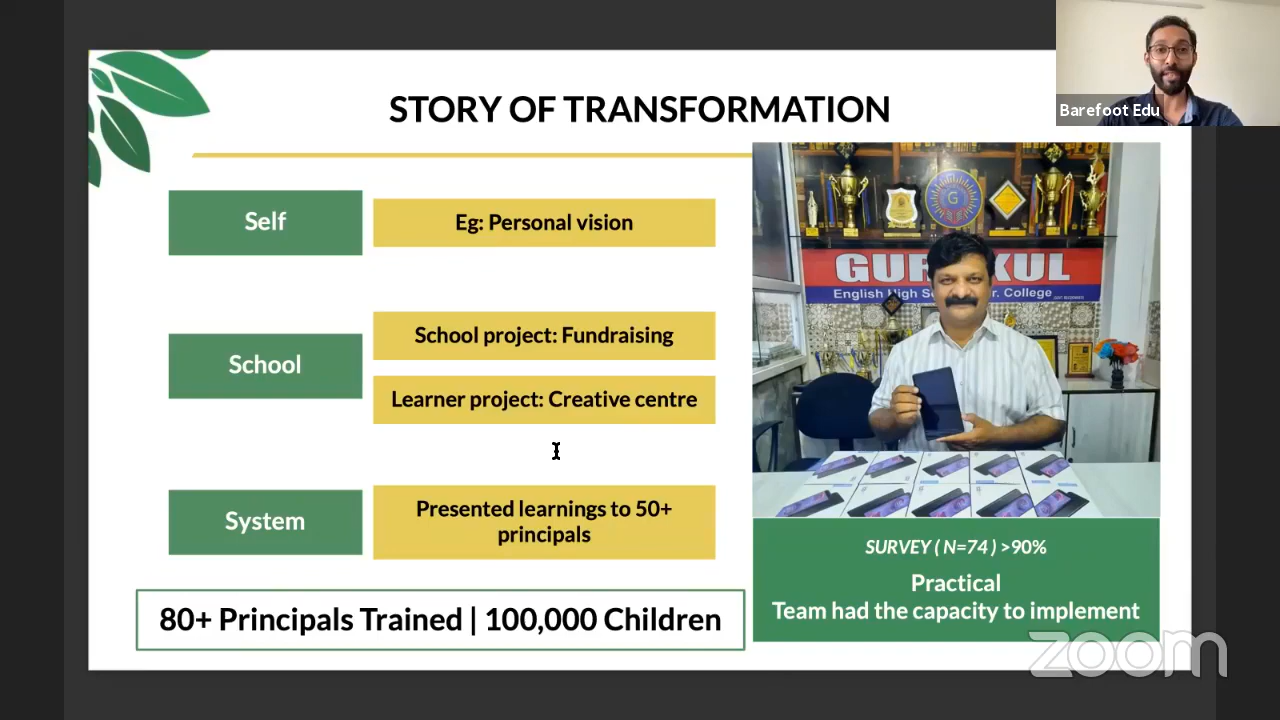 STORY OF TRANSFORMATION
Barefoot Edu
Self
Eg: Personal vision
School
School project: Fundraising
Learner project: Creative centre
System
Presented learnings to 50+
principals
80+ Principals Trained | 100,000 Children
G
English High
College
SURVEY ( N=74 ) >90%
Practical
Team had the capacity to implement
zoom